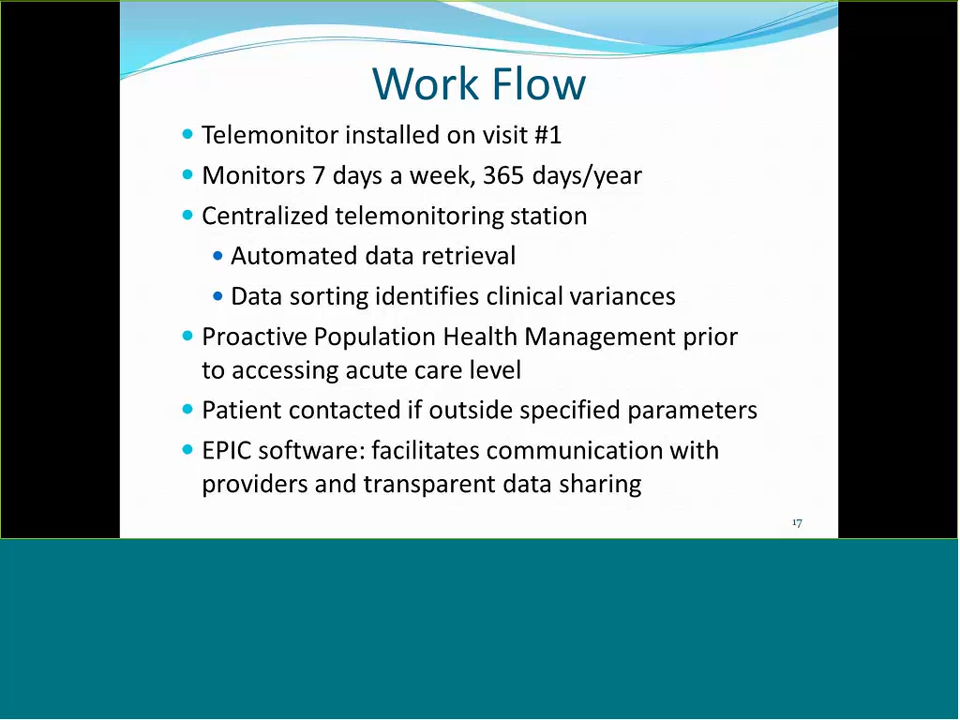 Work Flow
Telemonitor installed on visit #1
Monitors 7 days a week, 365 days/year
Centralized telemonitoring station
Automated data retrieval
Data sorting identifies clinical variances
Proactive Population Health Management prior
to accessing acute care level
Patient contacted if outside specified parameters
EPIC software: facilitates communication with
providers and transparent data sharing
17